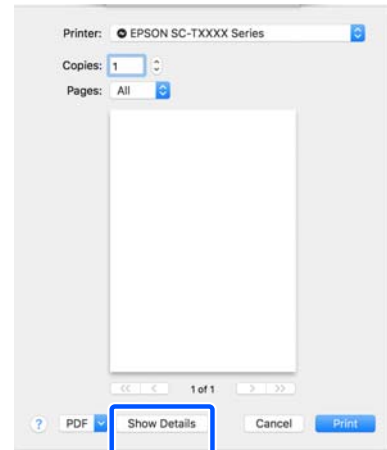 Printer: EPSON SC-TXXXX Series
Copies: 1
Pages: All
<< < 1 of 1 > >>
? PDF Show Details Cancel Print